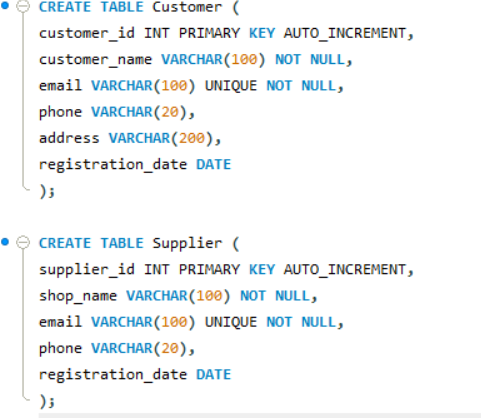 CREATE TABLE Customer (
customer_id INT PRIMARY KEY AUTO_INCREMENT,
customer_name VARCHAR(100) NOT NULL,
email VARCHAR(100) UNIQUE NOT NULL,
phone VARCHAR(20),
address VARCHAR(200),
registration_date DATE
);
CREATE TABLE Supplier (
supplier_id INT PRIMARY KEY AUTO_INCREMENT,
shop_name VARCHAR(100) NOT NULL,
email VARCHAR(100) UNIQUE NOT NULL,
phone VARCHAR(20),
registration_date DATE
);